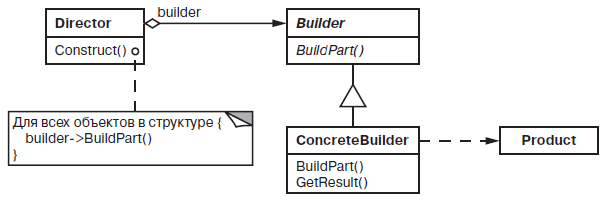 builder
Director
Construct()
Builder
BuildPart()
Для всех объектов в структуре {
builder->BuildPart()
}
ConcreteBuilder
BuildPart()
GetResult()
Product